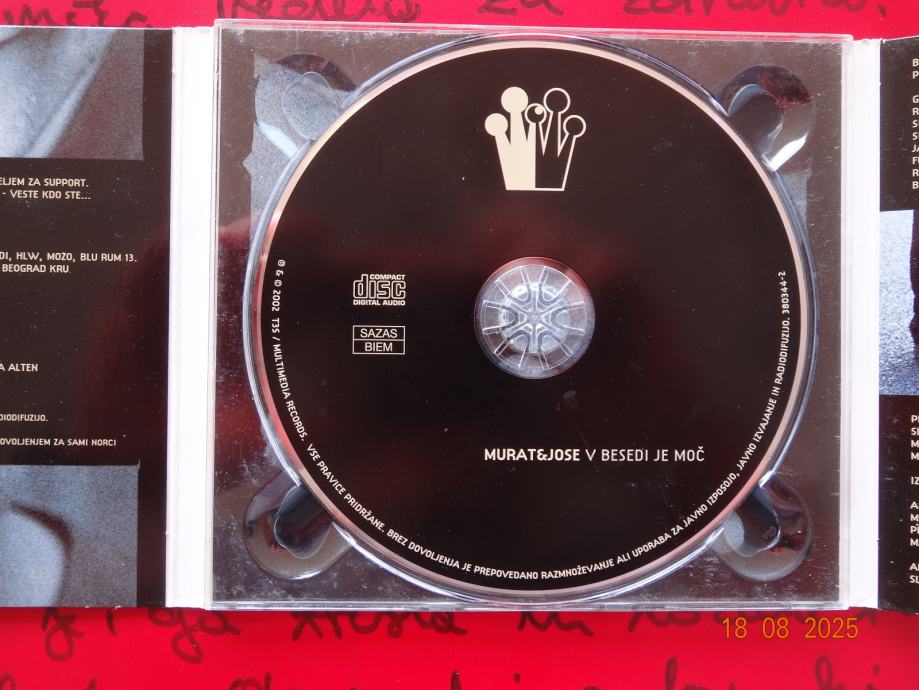 ELJEM ZA SUPPORT.
- VESTE KDO STE...
DI, HLW, MOZO, BLU RUM 13.
BEOGRAD KRU
A ALTEN
DIODIFUZIJO.
OVOLJENJEM ZA SAMI NORCI
COMPACT
disc
DIGITAL AUDIO
SAZAS
BIEM
MURAT&JOSE V BESEDI JE MOČ
℗ & © 2002 T35 / MULTIMEDIA RECORDS. VSE PRAVICE PRIDRŽANE. BREZ DOVOLJENJA JE PREPOVEDANO RAZMNOŽEVANJE ALI UPORABA ZA JAVNO IZPOSOJO, JAVNO IZVAJANJE IN RADIODIFUZIJO. 380344-2
18 08 2025